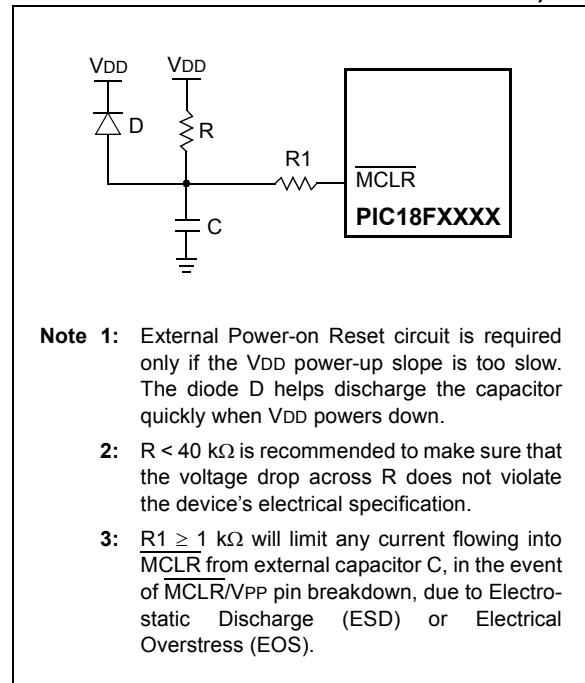 VDD VDD
D
R
R1
MCLR
PIC18FXXXX
C
Note 1: External Power-on Reset circuit is required
only if the VDD power-up slope is too slow.
The diode D helps discharge the capacitor
quickly when VDD powers down.
2: R < 40 kΩ is recommended to make sure that
the voltage drop across R does not violate
the device's electrical specification.
3: R1 ≥ 1 kΩ will limit any current flowing into
MCLR from external capacitor C, in the event
of MCLR/VPP pin breakdown, due to Electro-
static Discharge (ESD) or Electrical
Overstress (EOS).